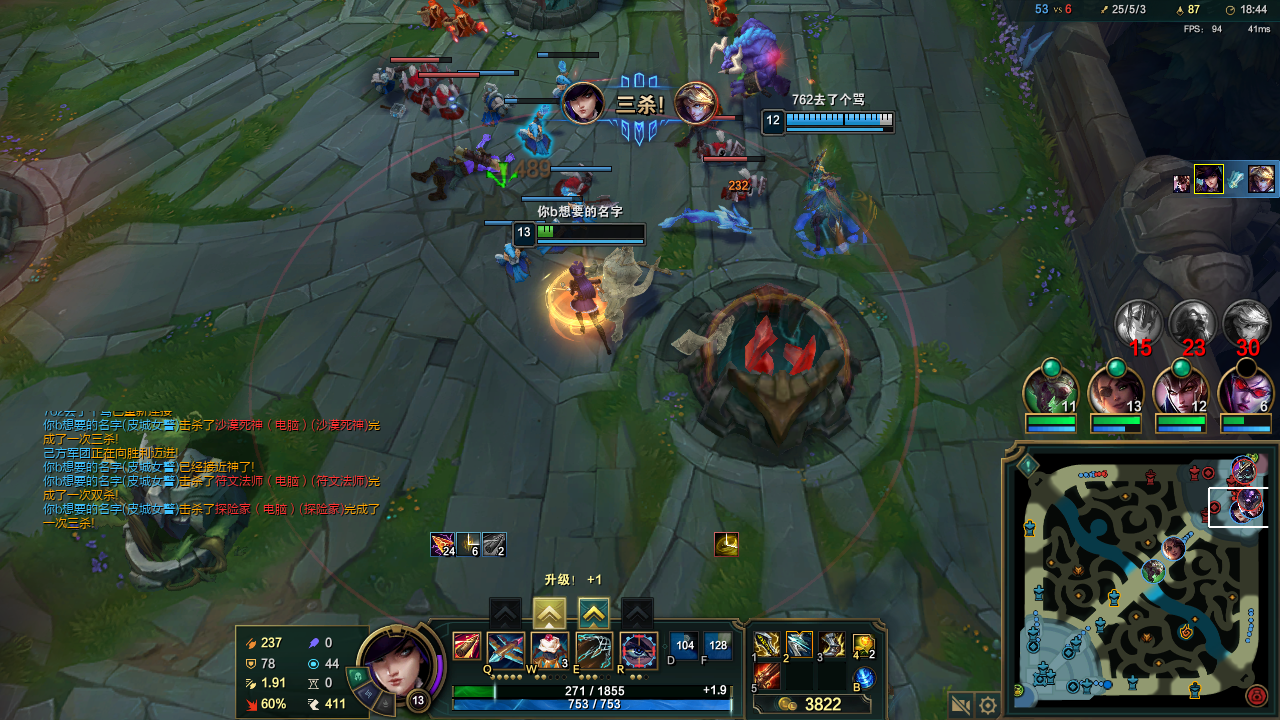 53 vs 6 25/5/3 87 18:44
FPS: 94 41ms
三杀!
762去了个骂
12
489
232
你b想要的名字
13
15 23 30
11 13 12 6
你b想要的名字(皮城女警)击杀了沙漠死神（电脑）(沙漠死神)完
成了一次三杀!
己方军团正在向胜利迈进!
你b想要的名字(皮城女警)已经接近神了!
你b想要的名字(皮城女警)击杀了符文法师（电脑）(符文法师)完
成了一次双杀!
你b想要的名字(皮城女警)击杀了探险家（电脑）(探险家)完成了
一次三杀!
24 6 2
升级! +1
237 0
78 44
1.91 0
60% 411
13
Q W 3 E R 104 D 128 F
271 / 1855 +1.9
753 / 753
1 2 3 4 2
5 B
3822